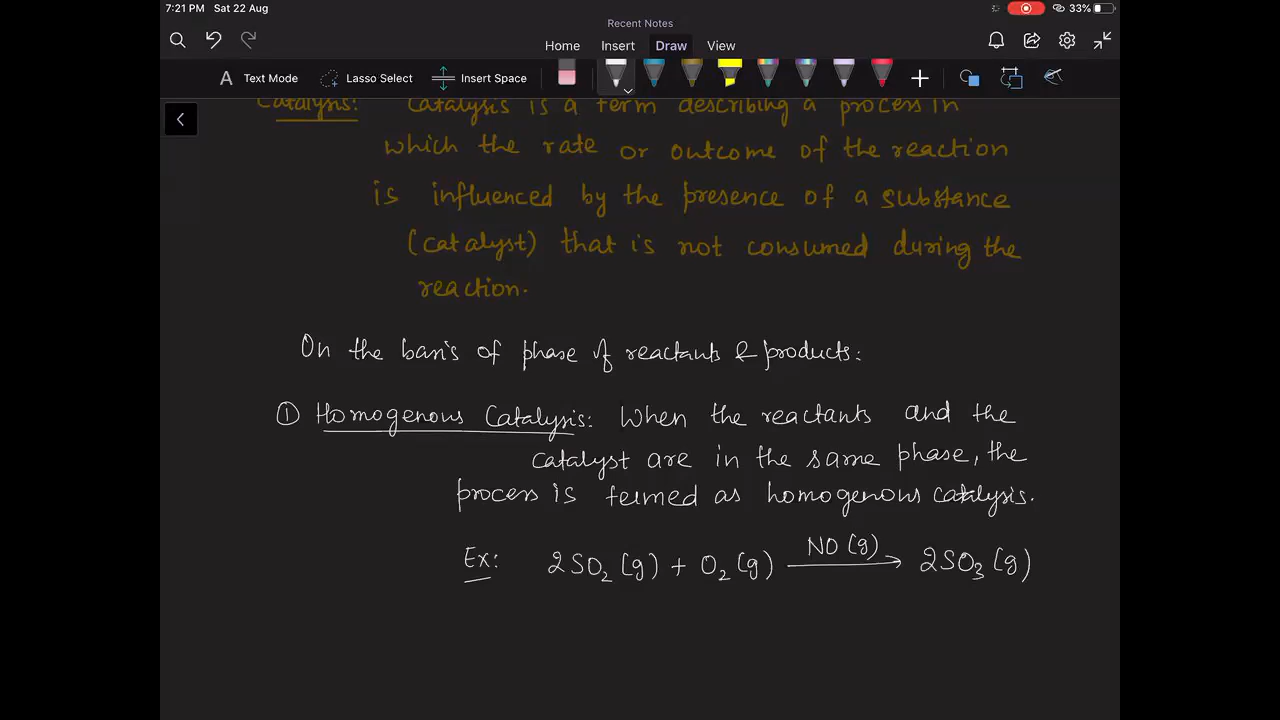 7:21 PM Sat 22 Aug
33%
Recent Notes
Home Insert Draw View
Text Mode Lasso Select Insert Space
Catalysis: Catalysis is a term describing a process in
which the rate or outcome of the reaction
is influenced by the presence of a substance
(catalyst) that is not consumed during the
reaction.
On the basis of phase of reactants & products:
① Homogenous Catalysis: When the reactants and the
catalyst are in the same phase, the
process is termed as homogenous catalysis.
Ex: 2SO₂(g) + O₂(g) NO(g) → 2SO₃(g)